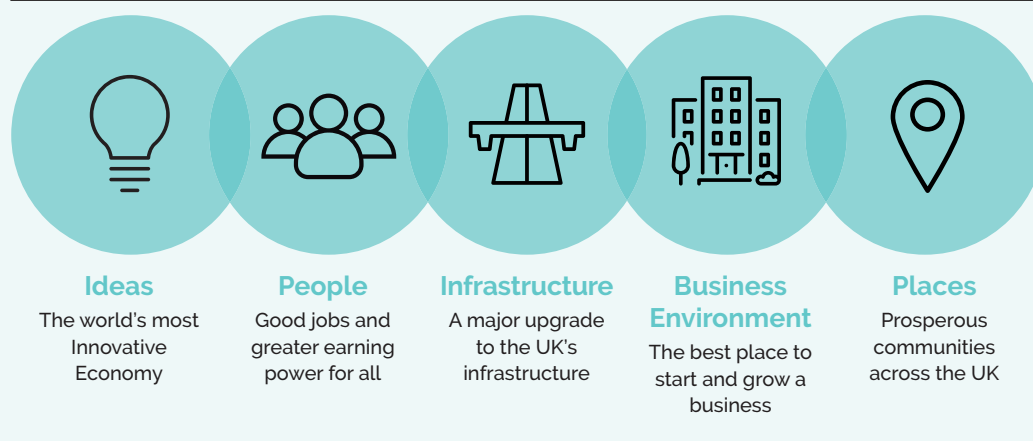 Ideas
The world's most
Innovative
Economy
People
Good jobs and
greater earning
power for all
Infrastructure
A major upgrade
to the UK's
infrastructure
Business
Environment
The best place to
start and grow a
business
Places
Prosperous
communities
across the UK